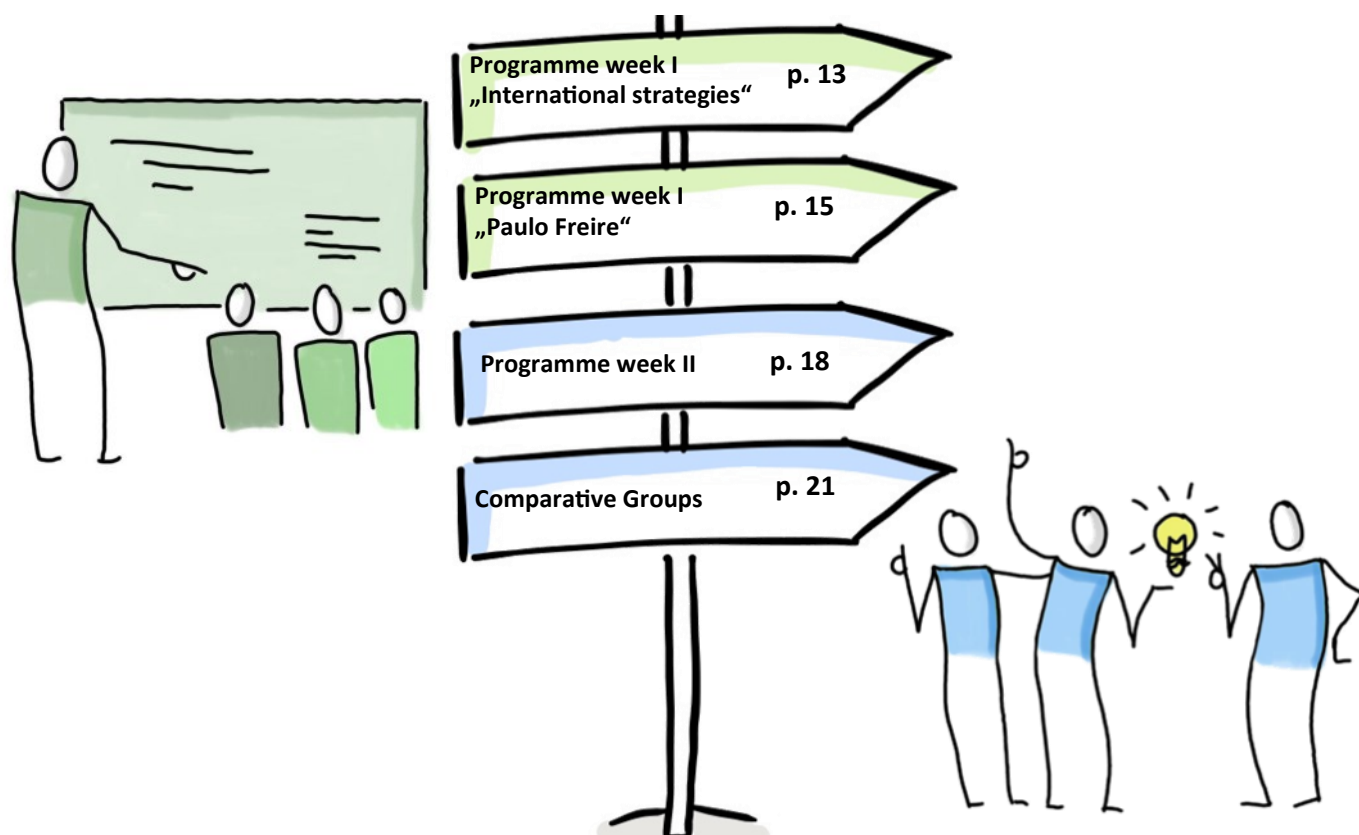 Programme week I p. 13
„International strategies“
Programme week I p. 15
„Paulo Freire“
Programme week II p. 18
Comparative Groups p. 21